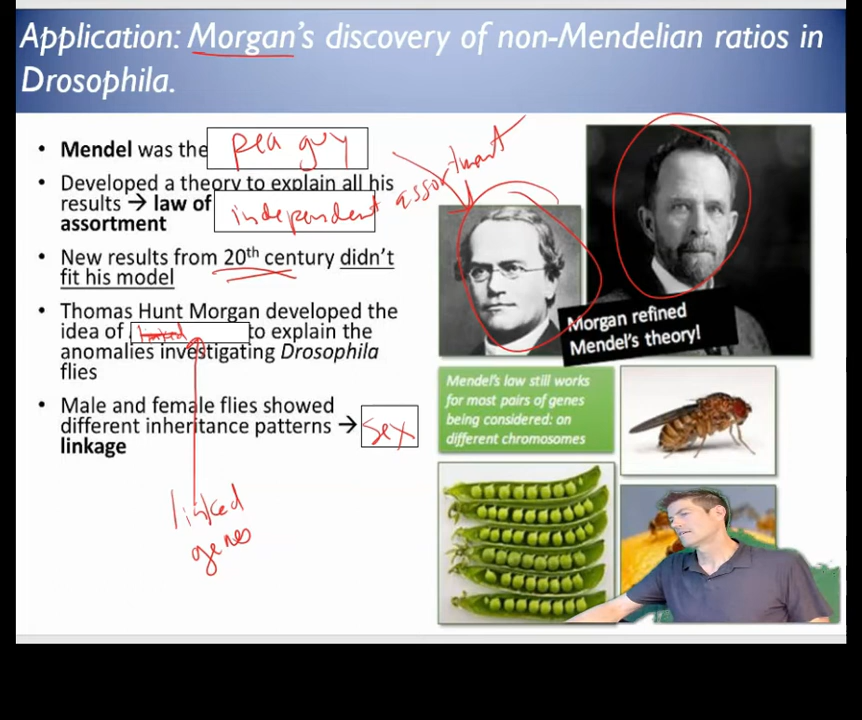 Application: Morgan's discovery of non-Mendelian ratios in
Drosophila.
• Mendel was the pea guy
• Developed a theory to explain all his
results → law of independent assortment
assortment
• New results from 20th century didn't
fit his model
• Thomas Hunt Morgan developed the
idea of linked to explain the
anomalies investigating Drosophila
flies
• Male and female flies showed
different inheritance patterns → sex
linkage
linked
genes
Morgan refined
Mendel's theory!
Mendel's law still works
for most pairs of genes
being considered: on
different chromosomes